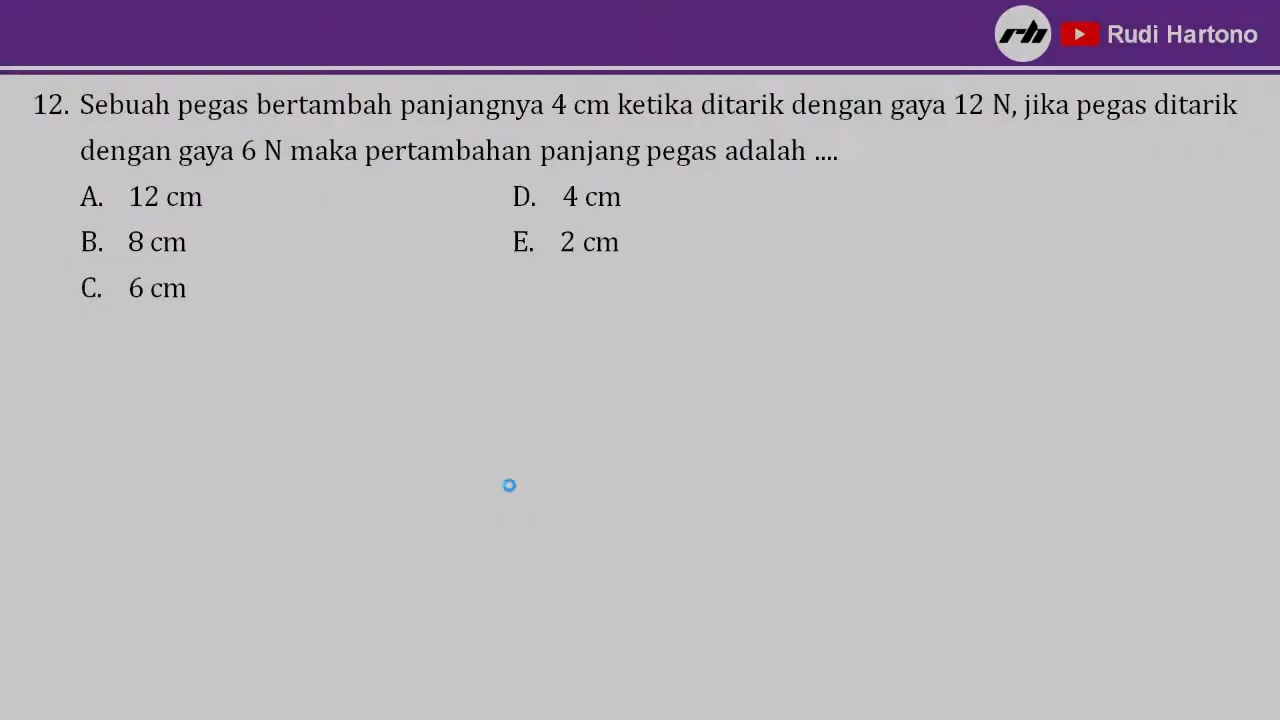 rh Rudi Hartono
12. Sebuah pegas bertambah panjangnya 4 cm ketika ditarik dengan gaya 12 N, jika pegas ditarik
dengan gaya 6 N maka pertambahan panjang pegas adalah ....
A. 12 cm D. 4 cm
B. 8 cm E. 2 cm
C. 6 cm